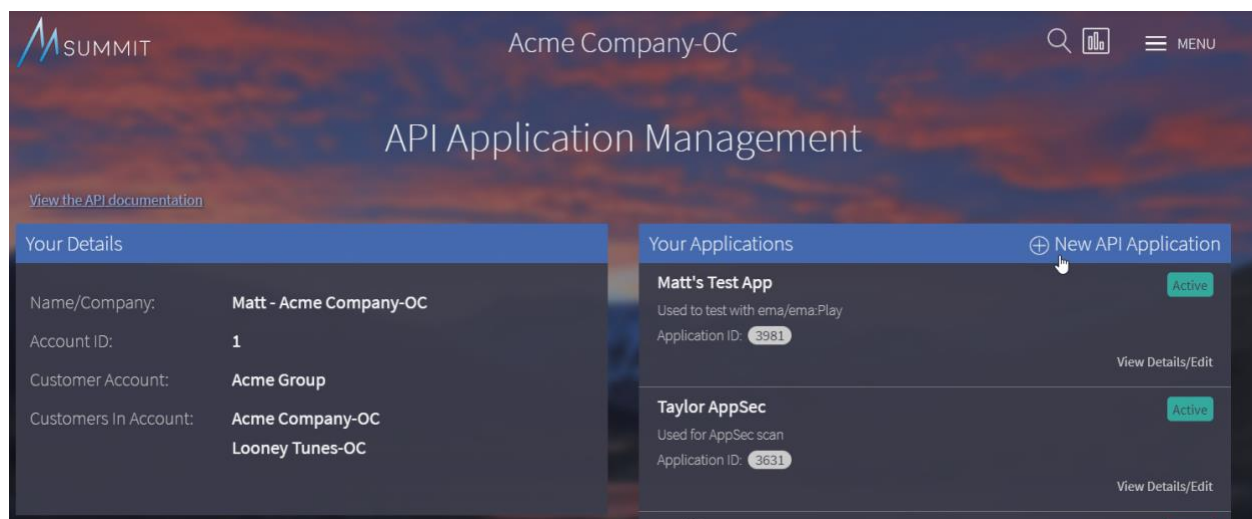 SUMMIT
Acme Company-OC
MENU
API Application Management
View the API documentation
Your Details
Name/Company: Matt - Acme Company-OC
Account ID: 1
Customer Account: Acme Group
Customers In Account: Acme Company-OC
Looney Tunes-OC
Your Applications
New API Application
Matt's Test App
Active
Used to test with ema/ema:Play
Application ID: 3981
View Details/Edit
Taylor AppSec
Active
Used for AppSec scan
Application ID: 3631
View Details/Edit